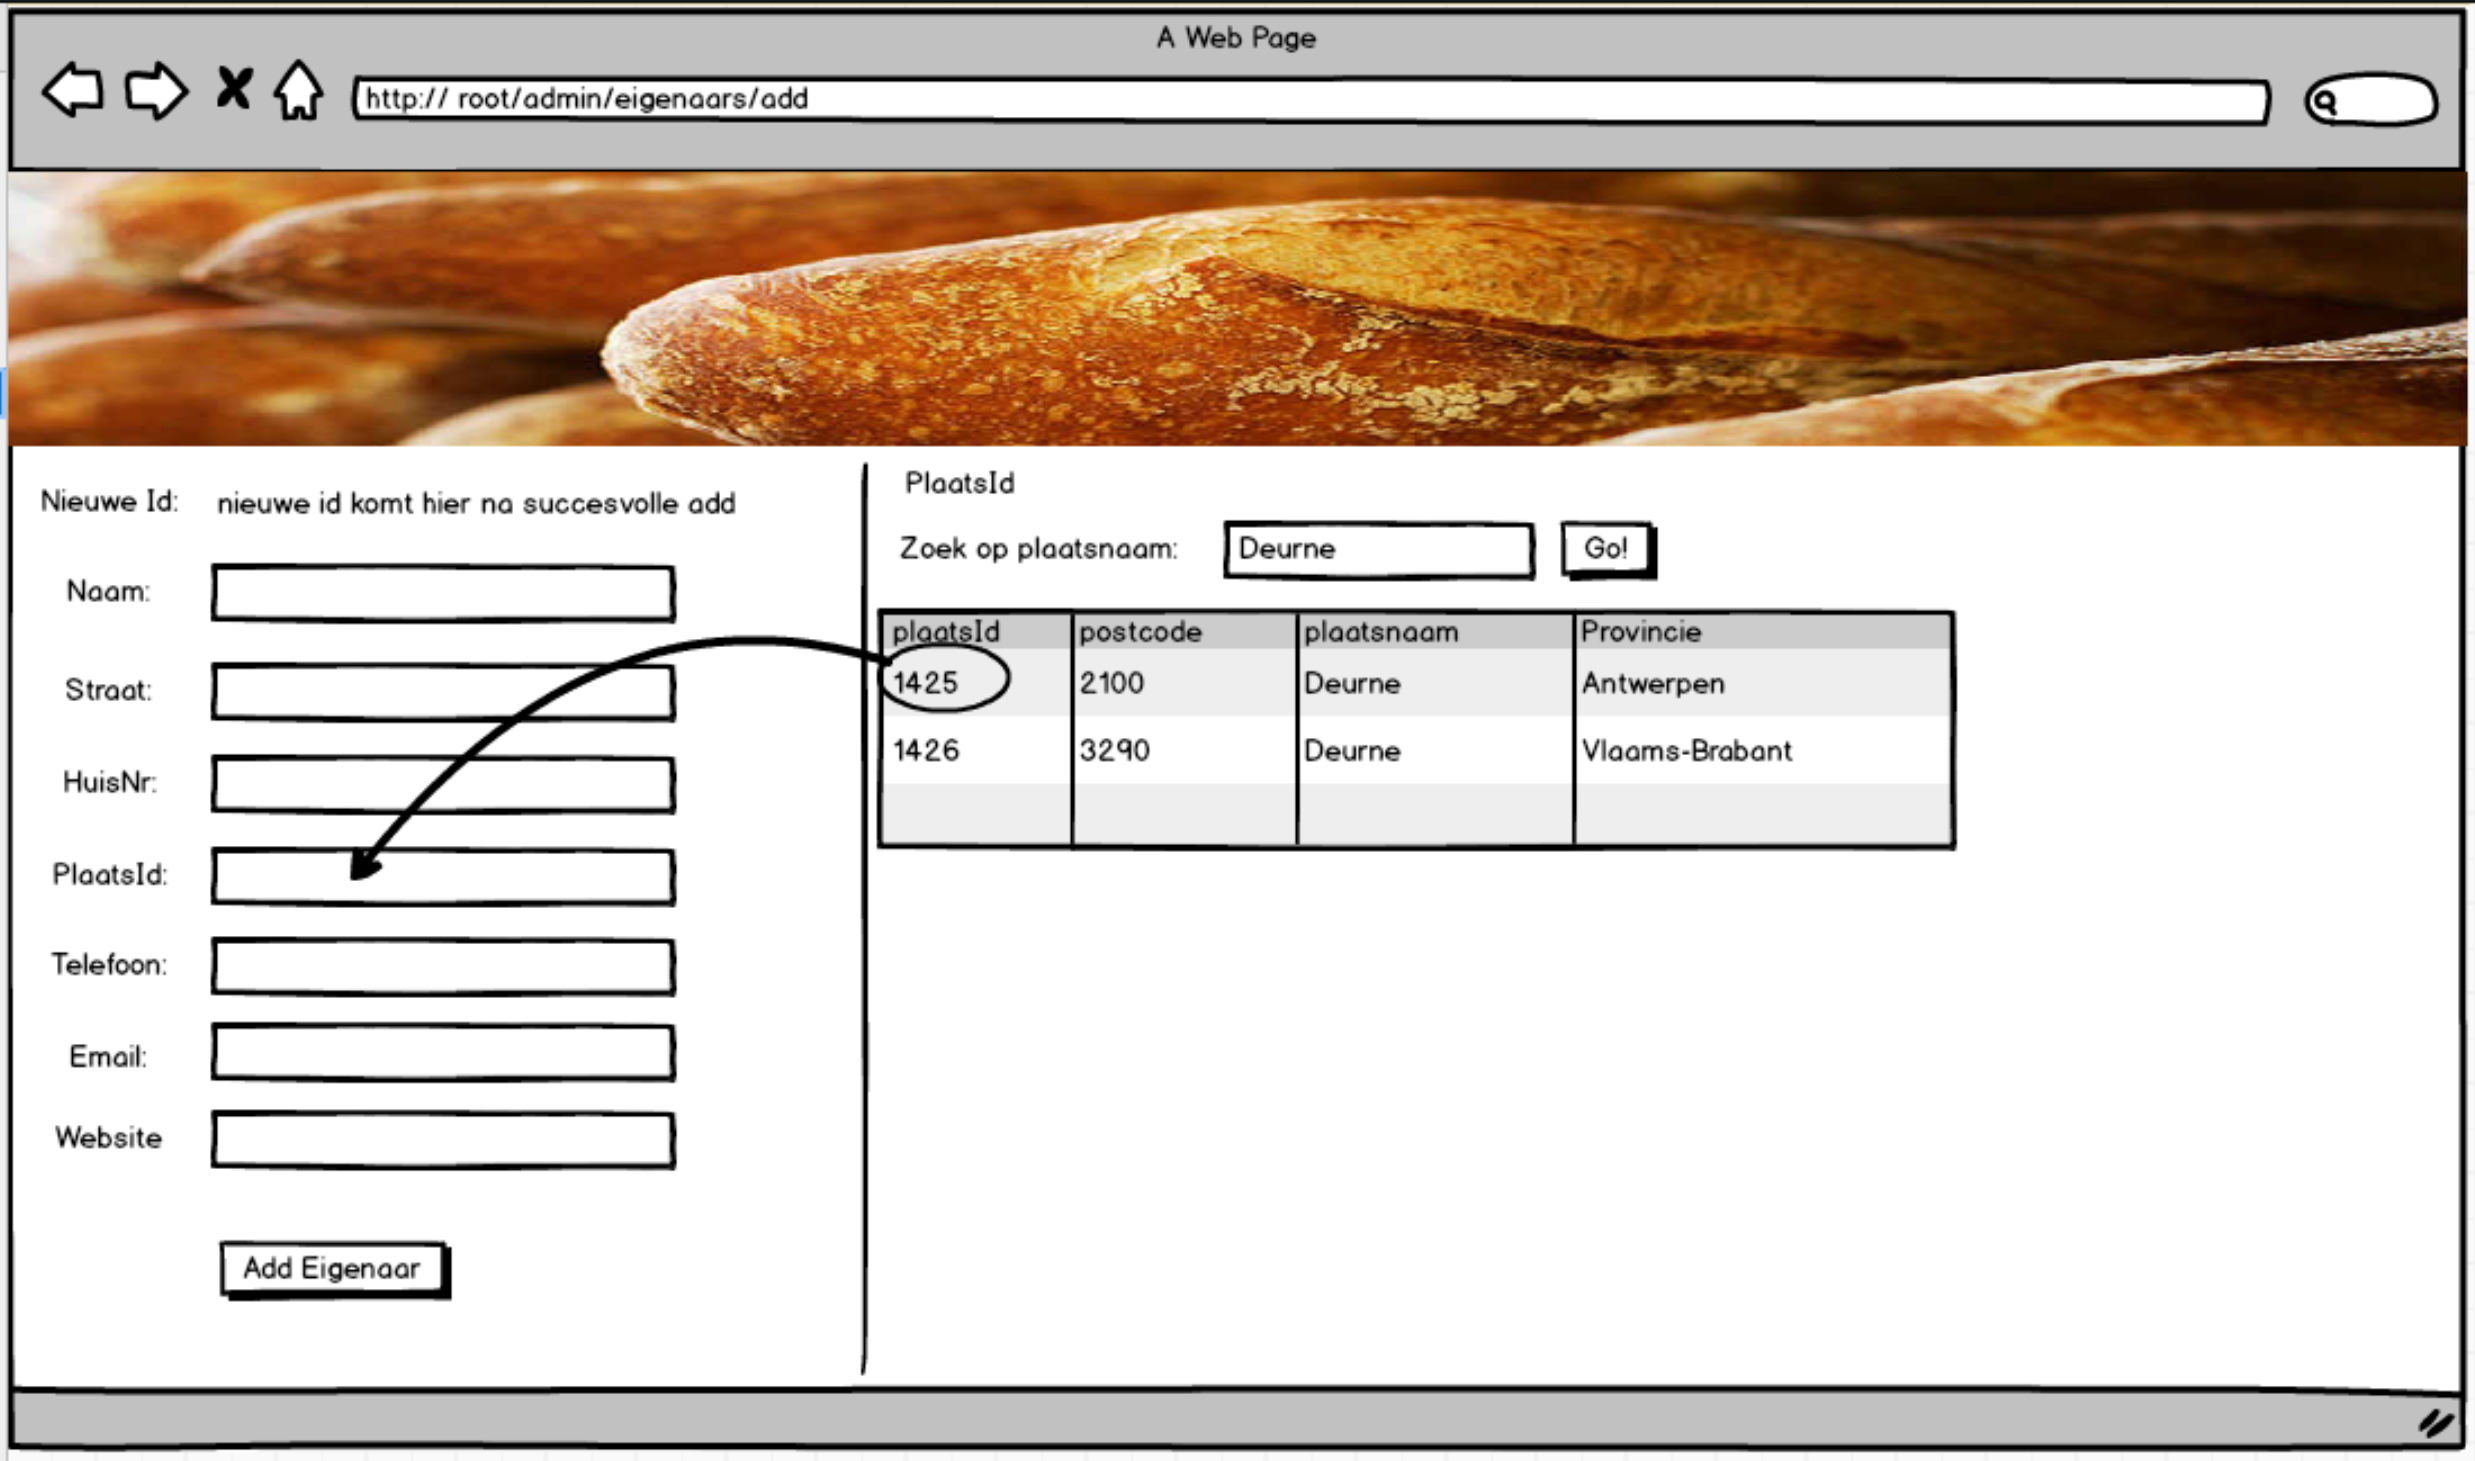 A Web Page
http:// root/admin/eigenaars/add
Nieuwe Id: nieuwe id komt hier na succesvolle add
Naam:
Straat:
HuisNr:
PlaatsId:
Telefoon:
Email:
Website
Add Eigenaar
PlaatsId
Zoek op plaatsnaam: Deurne Go!
plaatsId postcode plaatsnaam Provincie
1425 2100 Deurne Antwerpen
1426 3290 Deurne Vlaams-Brabant